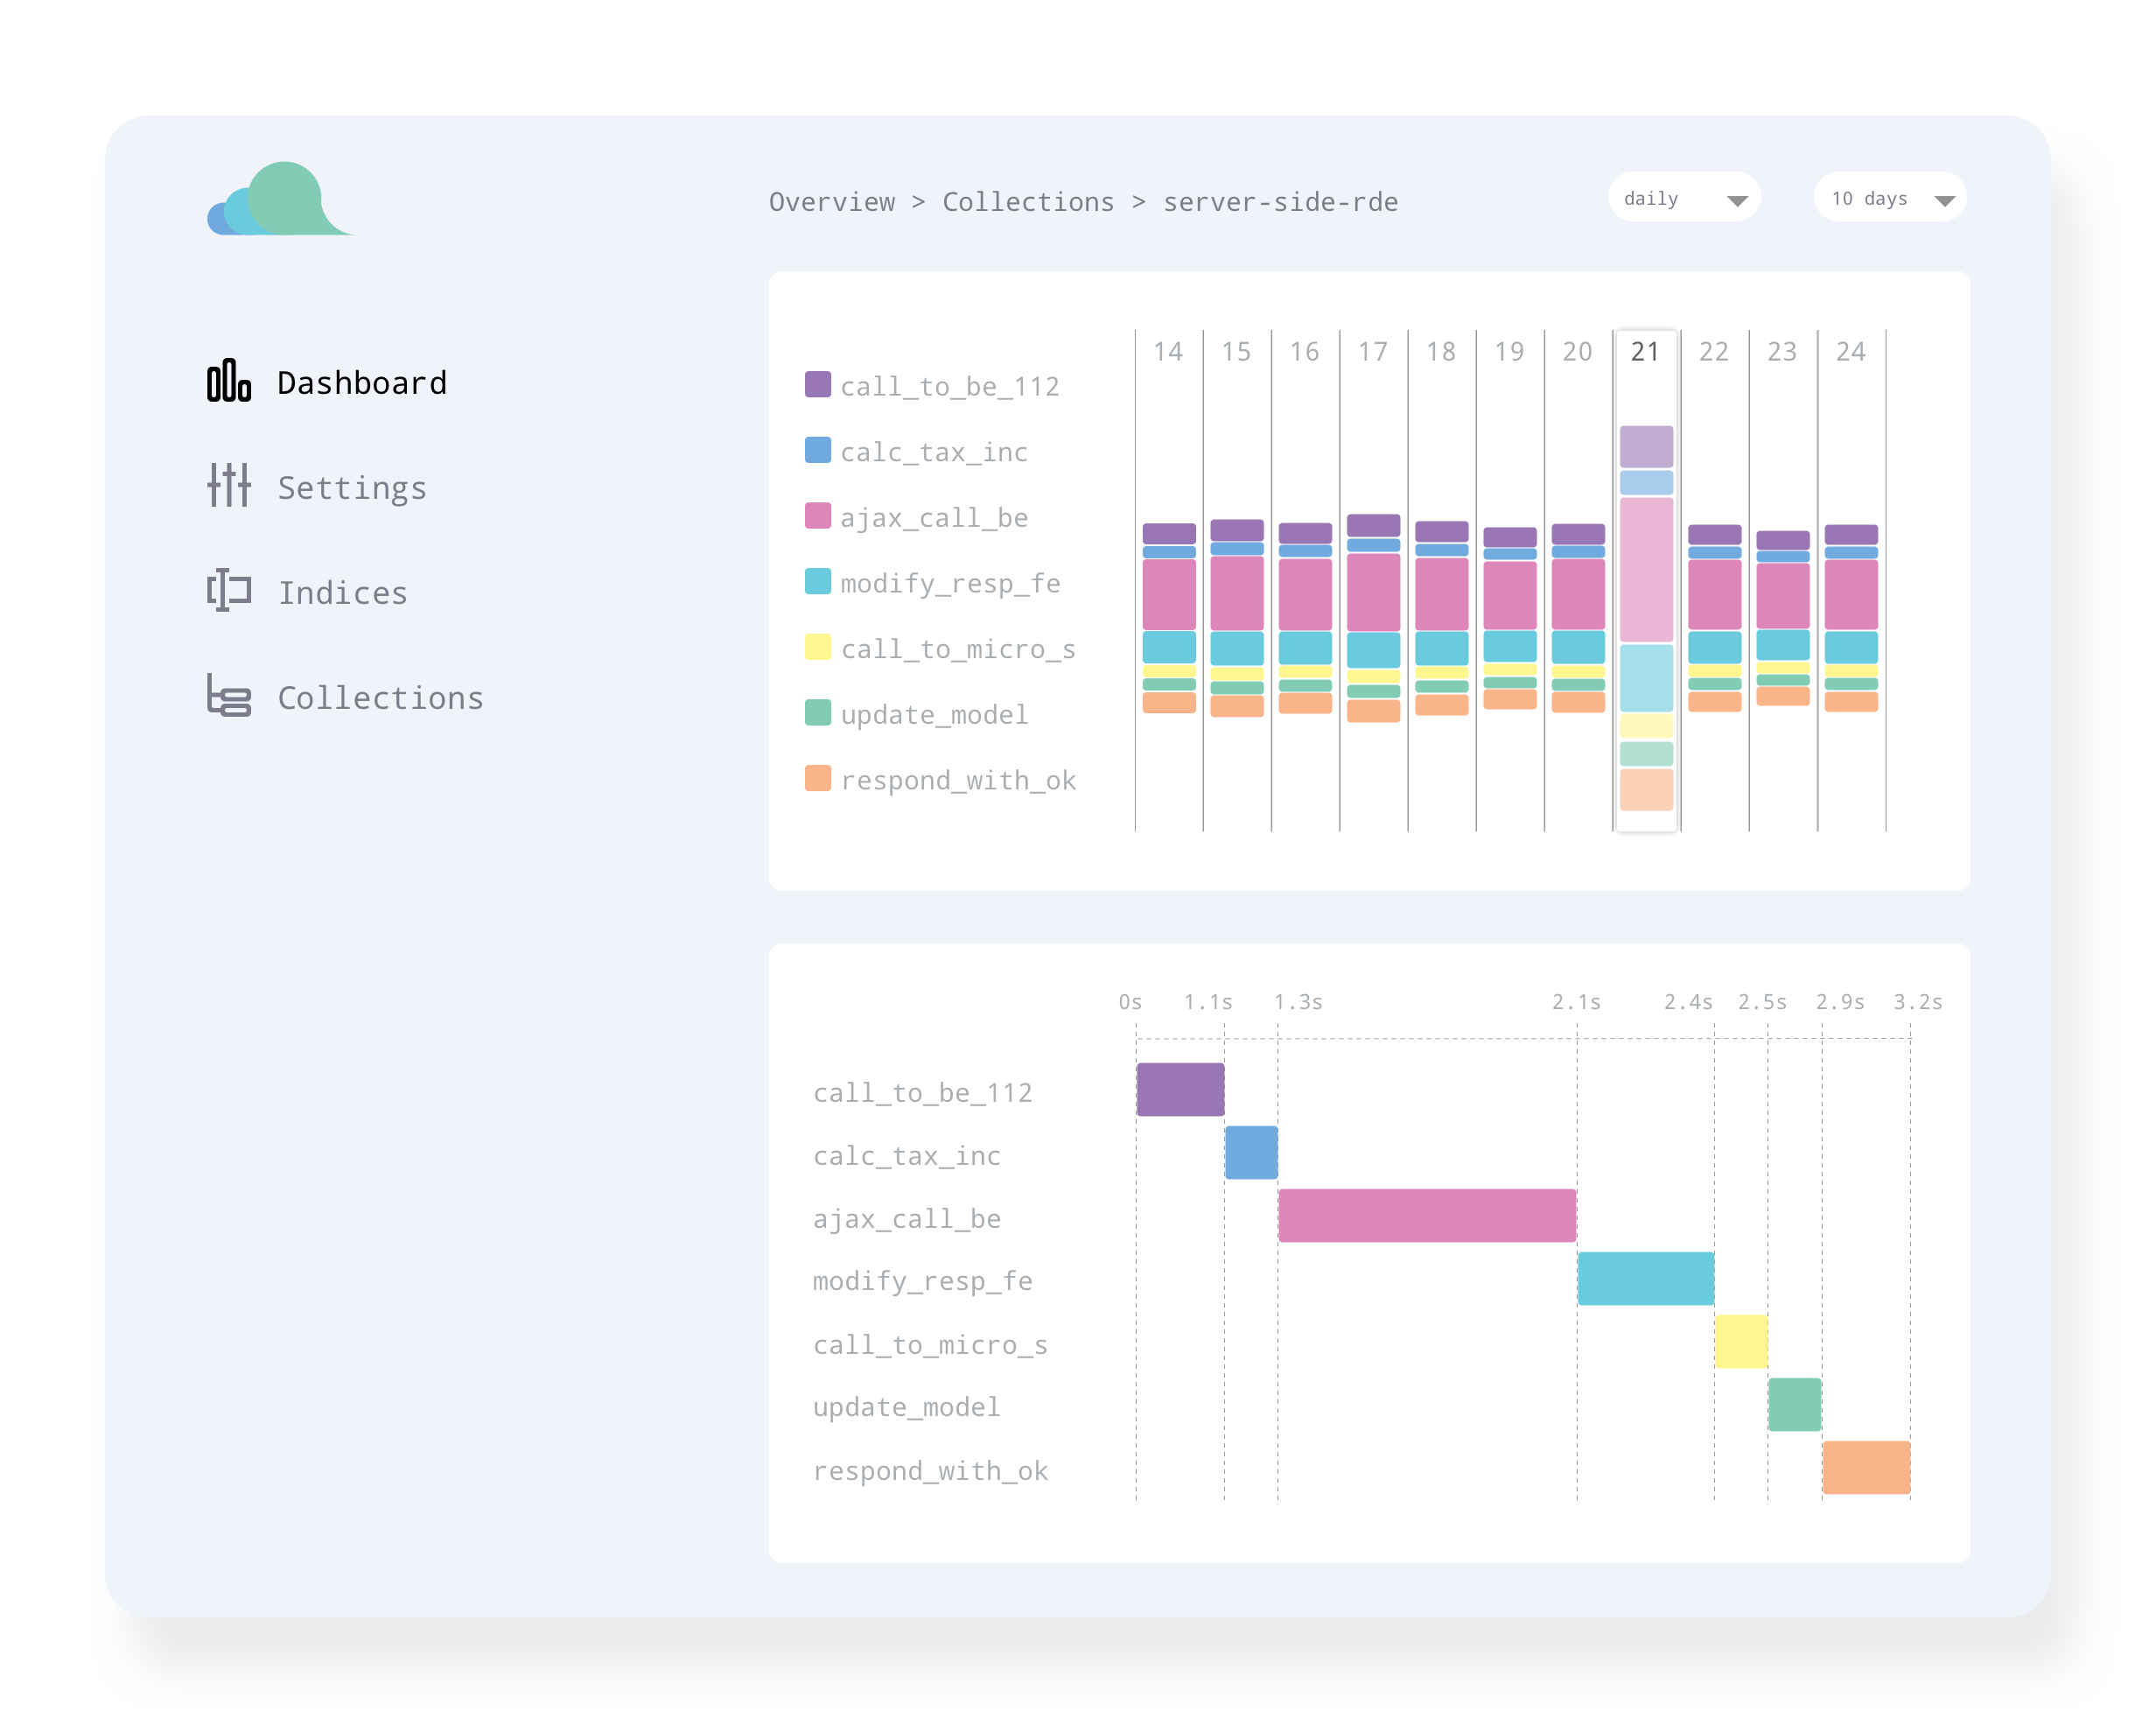 Overview > Collections > server-side-rde
daily
10 days
Dashboard
Settings
Indices
Collections
14 15 16 17 18 19 20 21 22 23 24
call_to_be_112
calc_tax_inc
ajax_call_be
modify_resp_fe
call_to_micro_s
update_model
respond_with_ok
0s 1.1s 1.3s 2.1s 2.4s 2.5s 2.9s 3.2s
call_to_be_112
calc_tax_inc
ajax_call_be
modify_resp_fe
call_to_micro_s
update_model
respond_with_ok